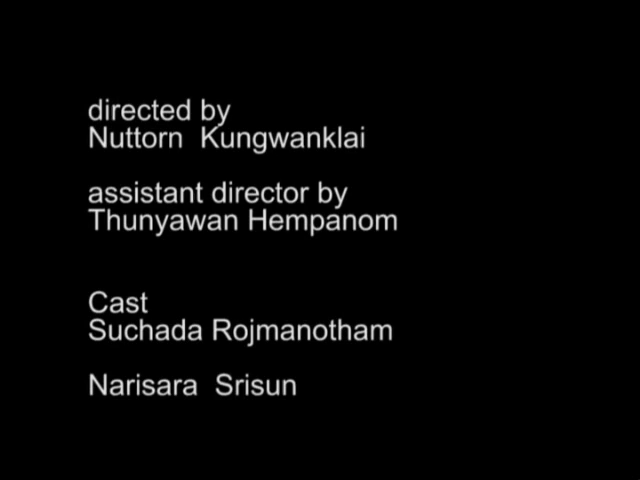 directed by
Nuttorn Kungwanklai
assistant director by
Thunyawan Hempanom
Cast
Suchada Rojmanotham
Narisara Srisun